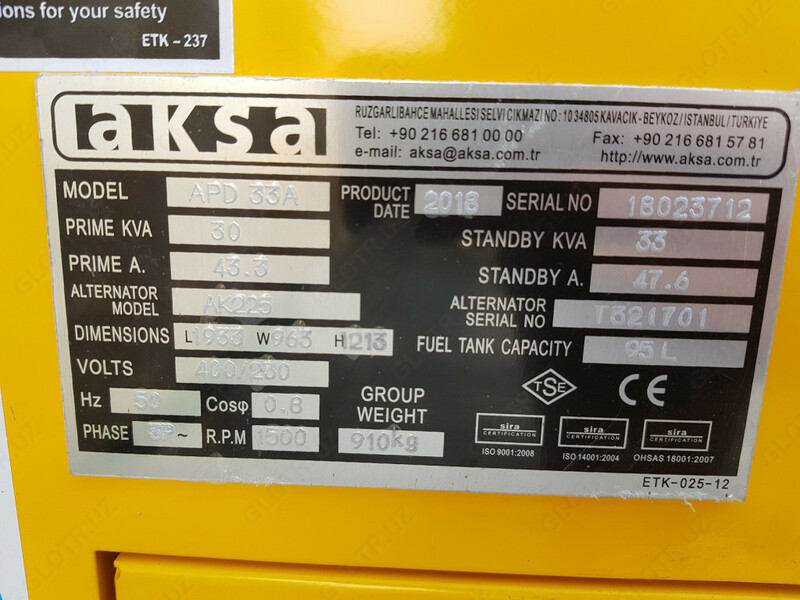 ions for your safety
ETK - 237
aksa
RUZGARLIBAHCE MAHALLESI SELVI CIKMAZI NO : 10 34805 KAVACIK - BEYKOZ / ISTANBUL / TURKIYE
Tel: +90 216 681 00 00 Fax: +90 216 681 57 81
e-mail: aksa@aksa.com.tr http://www.aksa.com.tr
MODEL APD 33A PRODUCT DATE 2018 SERIAL NO 18023712
PRIME KVA 30 STANDBY KVA 33
PRIME A. 43.3 STANDBY A. 47.6
ALTERNATOR MODEL AK225 ALTERNATOR SERIAL NO T821701
DIMENSIONS L1933 W963 H1213 FUEL TANK CAPACITY 95 L
VOLTS 400/230
Hz 50 Cosφ 0.8 GROUP WEIGHT 910kg
PHASE 3P~ R.P.M 1500
TSE CE
sira CERTIFICATION sira CERTIFICATION sira CERTIFICATION
ISO 9001:2008 ISO 14001:2004 OHSAS 18001:2007
ETK-025-12
GLOTR.UZ